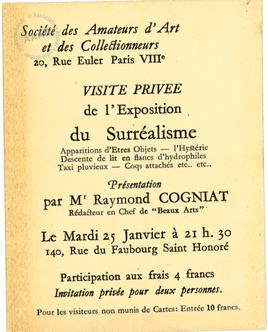 Société des Amateurs d'Art
et des Collectionneurs
20, Rue Euler Paris VIIIe
VISITE PRIVEE
de l'Exposition
du Surréalisme
Apparitions d'Etres Objets — l'Hystérie
Descente de lit en flancs d'hydrophiles
Taxi pluvieux — Coqs attachés etc.. etc..
Présentation
par Mr Raymond COGNIAT
Rédacteur en Chef de "Beaux Arts"
Le Mardi 25 Janvier à 21 h. 30
140, Rue du Faubourg Saint Honoré
Participation aux frais 4 francs
Invitation privée pour deux personnes.
Pour les visiteurs non munis de Cartes: Entrée 10 francs.